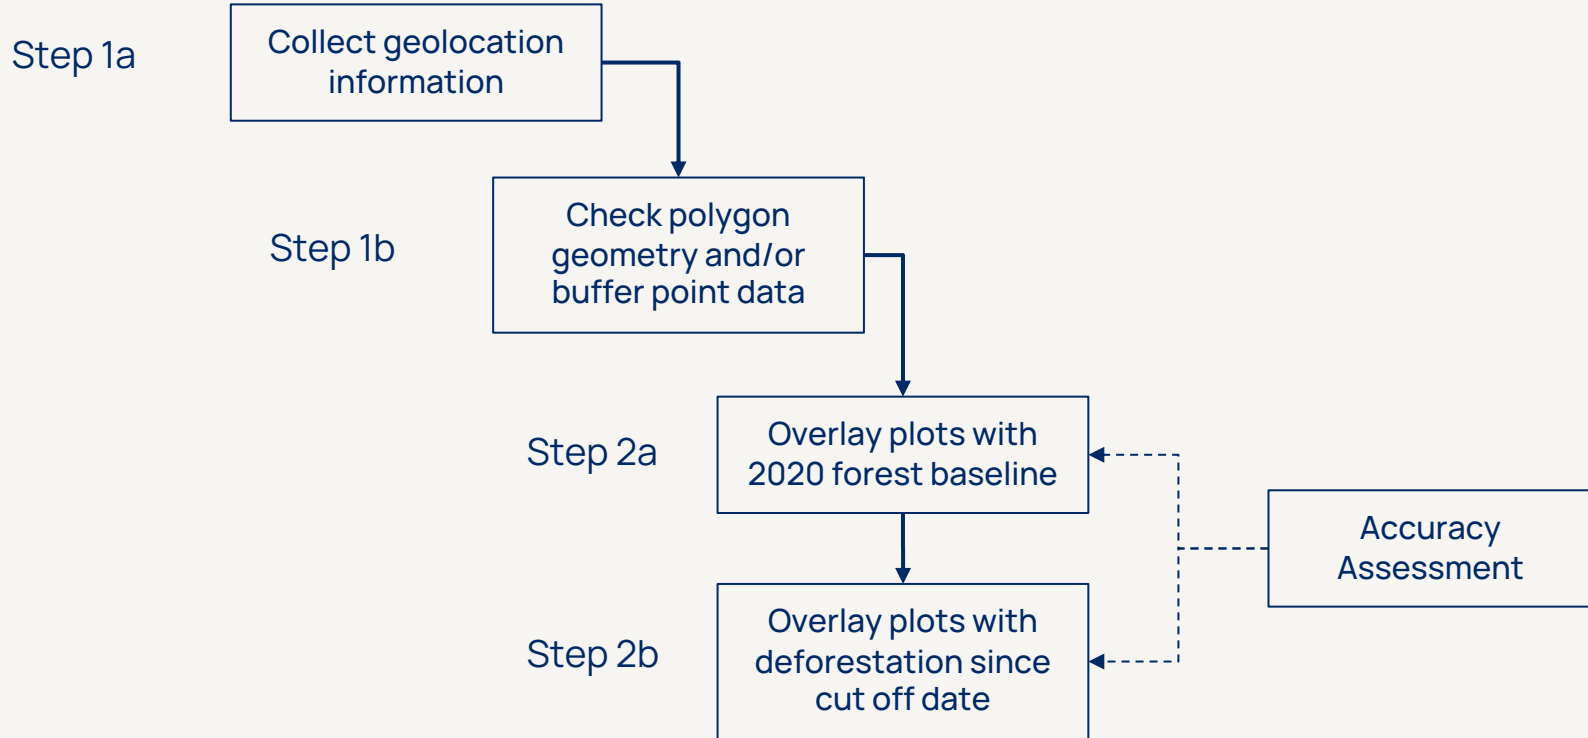 Step 1a
Collect geolocation
information
Step 1b
Check polygon
geometry and/or
buffer point data
Step 2a
Overlay plots with
2020 forest baseline
Accuracy
Assessment
Step 2b
Overlay plots with
deforestation since
cut off date